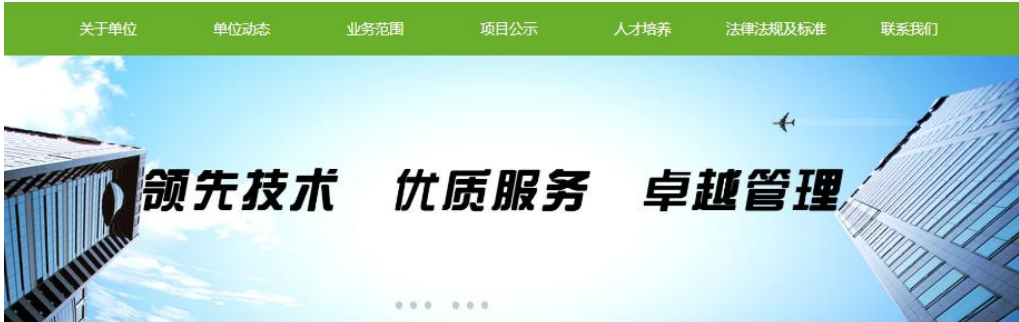 关于单位 单位动态 业务范围 项目公示 人才培养 法律法规及标准 联系我们
领先技术 优质服务 卓越管理